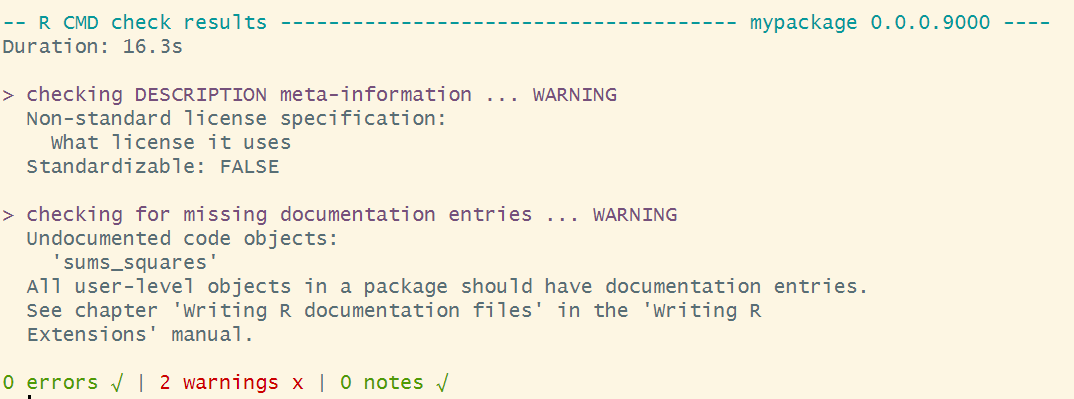 -- R CMD check results -------------------------------------- mypackage 0.0.0.9000 ----
Duration: 16.3s
> checking DESCRIPTION meta-information ... WARNING
Non-standard license specification:
What license it uses
Standardizable: FALSE
> checking for missing documentation entries ... WARNING
Undocumented code objects:
'sums_squares'
All user-level objects in a package should have documentation entries.
See chapter 'Writing R documentation files' in the 'Writing R
Extensions' manual.
0 errors √ | 2 warnings x | 0 notes √